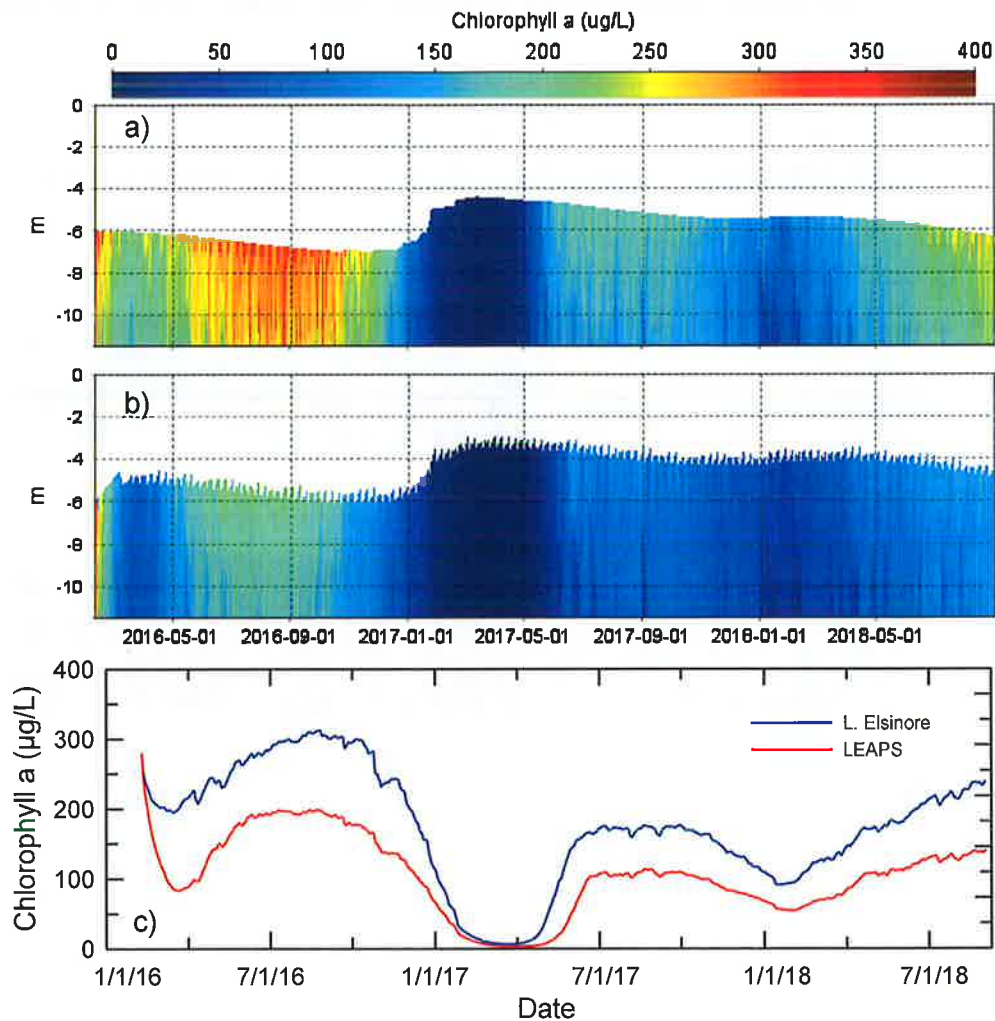 Chlorophyll a (ug/L)
0 50 100 150 200 250 300 350 400
a)
0
-2
-4
-6
-8
-10
m
b)
0
-2
-4
-6
-8
-10
m
2016-05-01 2016-09-01 2017-01-01 2017-05-01 2017-09-01 2018-01-01 2018-05-01
400
300
200
100
0
Chlorophyll a (µg/L)
L. Elsinore
LEAPS
c)
1/1/16 7/1/16 1/1/17 7/1/17 1/1/18 7/1/18
Date